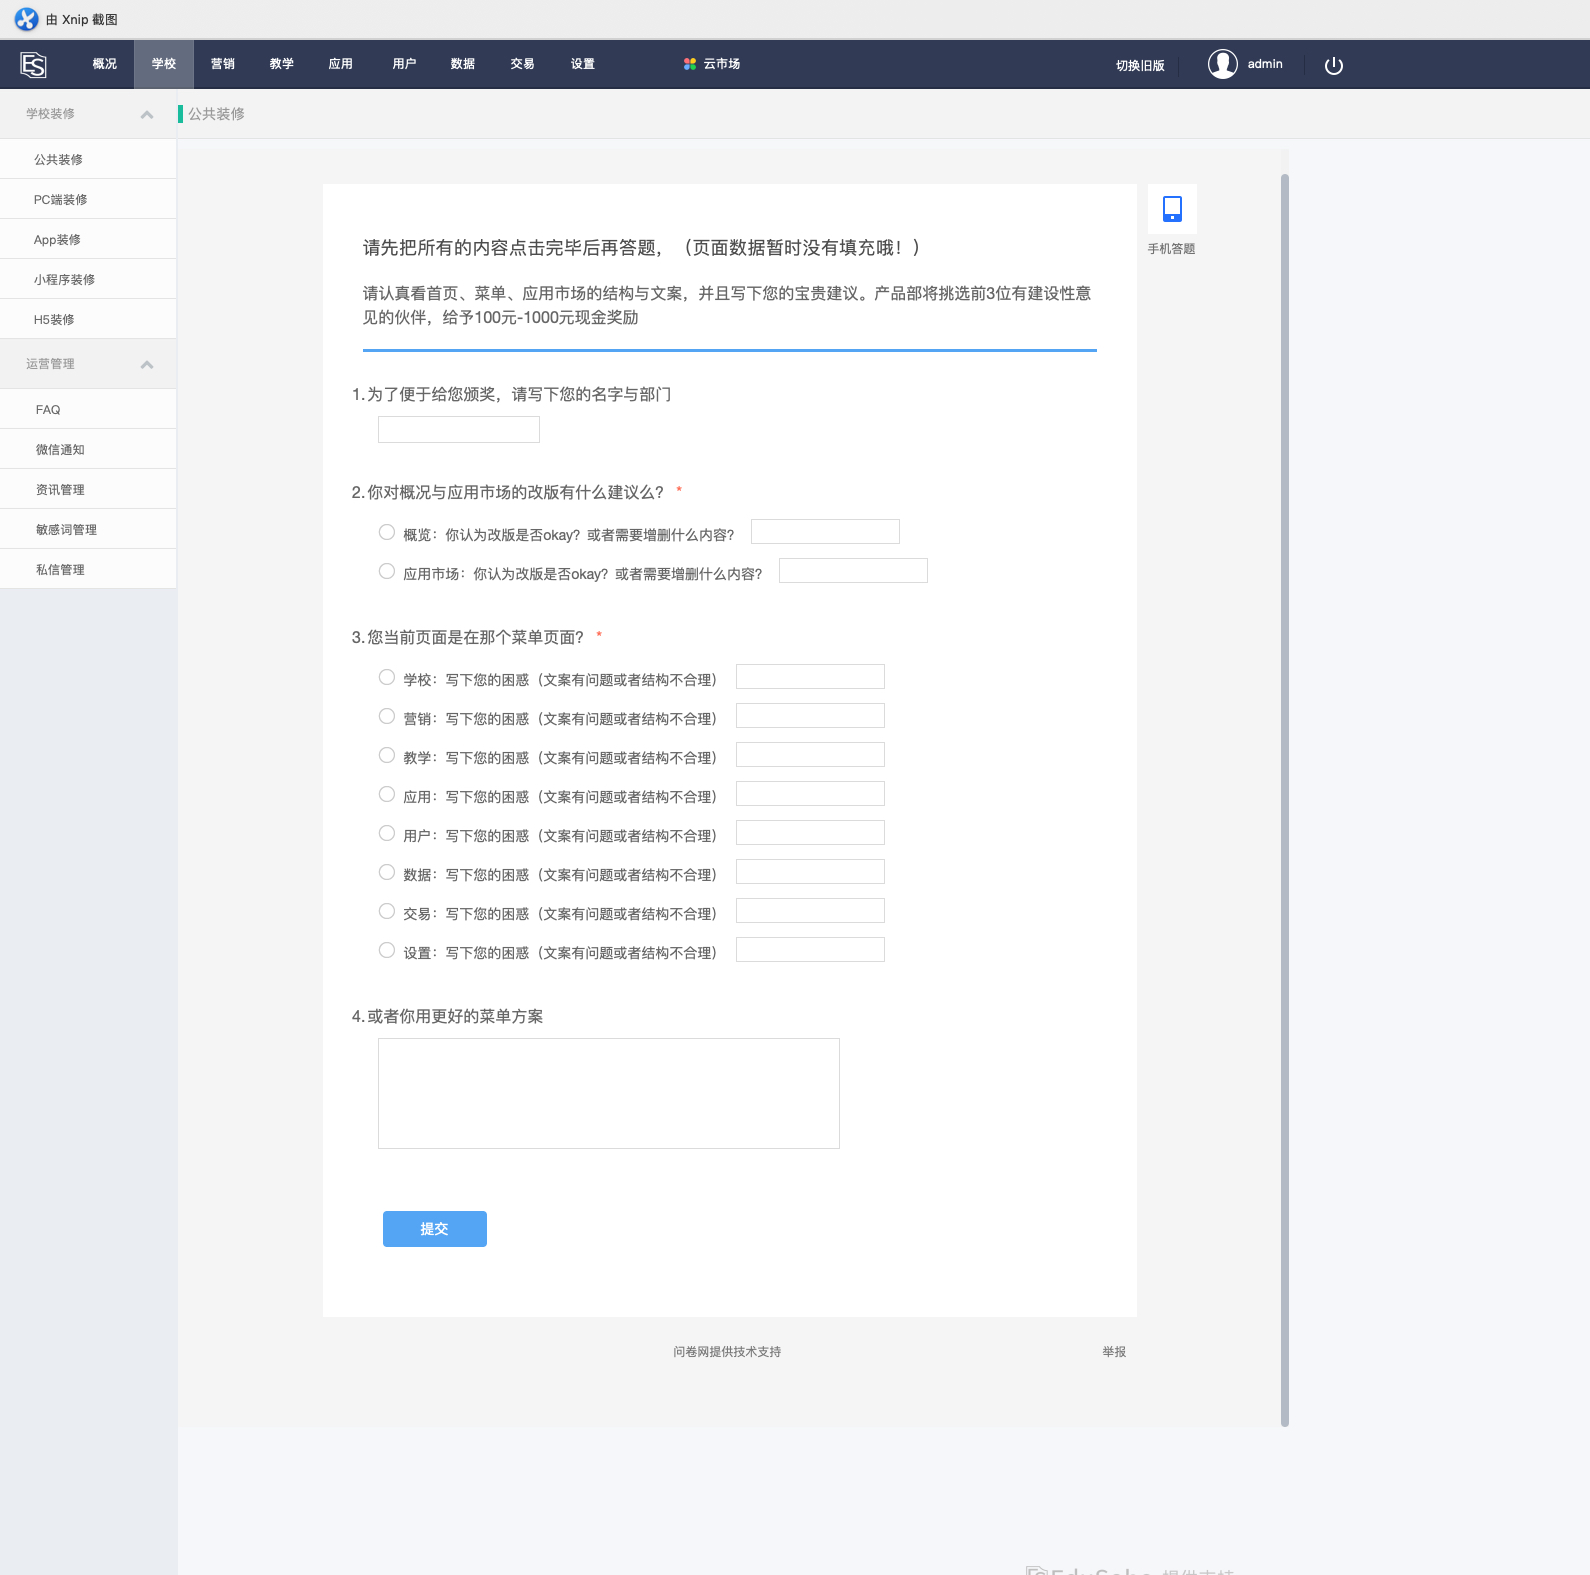 由 Xnip 截图
ES
概况 学校 营销 教学 应用 用户 数据 交易 设置 云市场 切换旧版 admin
学校装修
公共装修
PC端装修
App装修
小程序装修
H5装修
运营管理
FAQ
微信通知
资讯管理
敏感词管理
私信管理
公共装修
手机答题
请先把所有的内容点击完毕后再答题，（页面数据暂时没有填充哦！）
请认真看首页、菜单、应用市场的结构与文案，并且写下您的宝贵建议。产品部将挑选前3位有建设性意
见的伙伴，给予100元-1000元现金奖励
1.为了便于给您颁奖，请写下您的名字与部门
2.你对概况与应用市场的改版有什么建议么？ *
概览：你认为改版是否okay？或者需要增删什么内容？
应用市场：你认为改版是否okay？或者需要增删什么内容？
3.您当前页面是在那个菜单页面？ *
学校：写下您的困惑（文案有问题或者结构不合理）
营销：写下您的困惑（文案有问题或者结构不合理）
教学：写下您的困惑（文案有问题或者结构不合理）
应用：写下您的困惑（文案有问题或者结构不合理）
用户：写下您的困惑（文案有问题或者结构不合理）
数据：写下您的困惑（文案有问题或者结构不合理）
交易：写下您的困惑（文案有问题或者结构不合理）
设置：写下您的困惑（文案有问题或者结构不合理）
4.或者你用更好的菜单方案
提交
问卷网提供技术支持
举报
EduSoho 提供支持